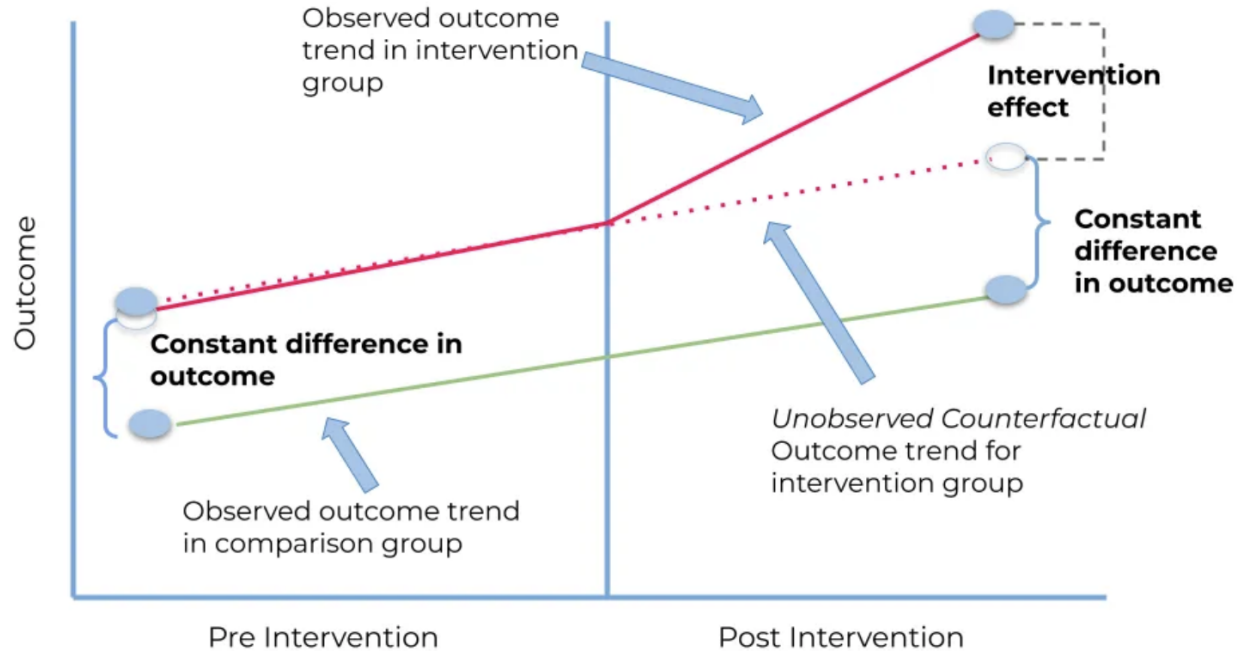 Observed outcome
trend in intervention
group
Intervention
effect
Constant
difference
in outcome
Outcome
Constant difference in
outcome
Unobserved Counterfactual
Outcome trend for
intervention group
Observed outcome trend
in comparison group
Pre Intervention
Post Intervention